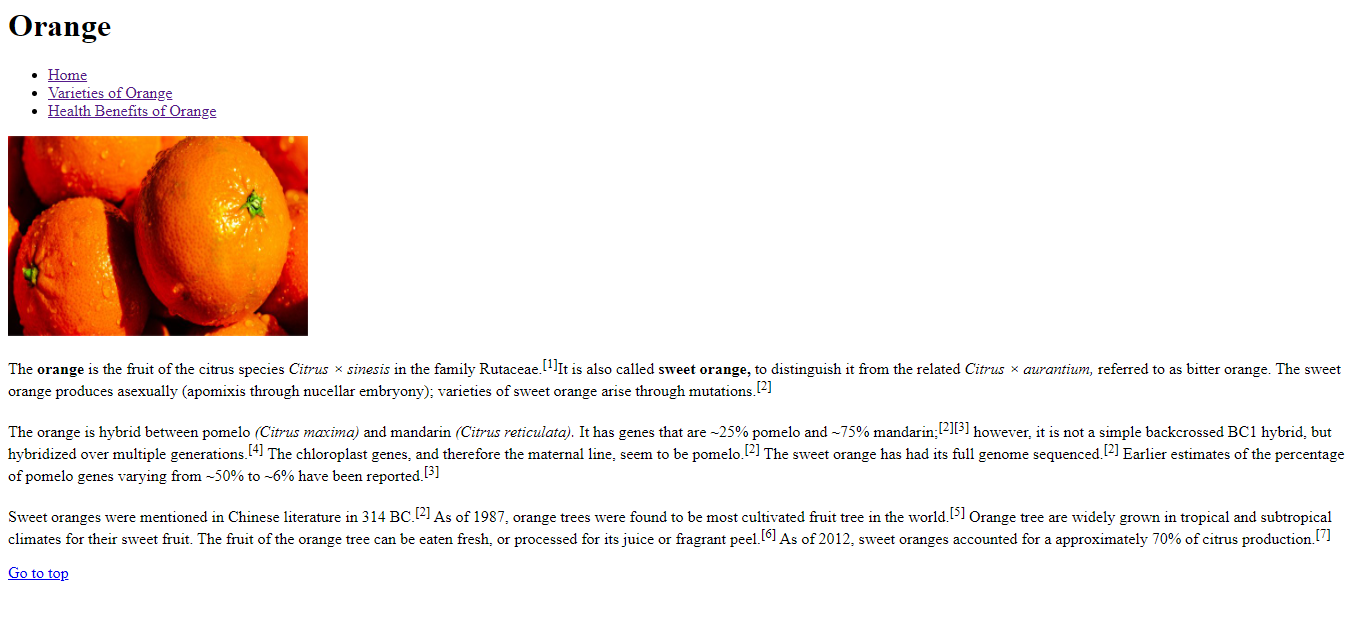 Orange
Home
Varieties of Orange
Health Benefits of Orange
The orange is the fruit of the citrus species Citrus × sinesis in the family Rutaceae.[1]It is also called sweet orange, to distinguish it from the related Citrus × aurantium, referred to as bitter orange. The sweet
orange produces asexually (apomixis through nucellar embryony); varieties of sweet orange arise through mutations.[2]
The orange is hybrid between pomelo (Citrus maxima) and mandarin (Citrus reticulata). It has genes that are ~25% pomelo and ~75% mandarin;[2][3] however, it is not a simple backcrossed BC1 hybrid, but
hybridized over multiple generations.[4] The chloroplast genes, and therefore the maternal line, seem to be pomelo.[2] The sweet orange has had its full genome sequenced.[2] Earlier estimates of the percentage
of pomelo genes varying from ~50% to ~6% have been reported.[3]
Sweet oranges were mentioned in Chinese literature in 314 BC.[2] As of 1987, orange trees were found to be most cultivated fruit tree in the world.[5] Orange tree are widely grown in tropical and subtropical
climates for their sweet fruit. The fruit of the orange tree can be eaten fresh, or processed for its juice or fragrant peel.[6] As of 2012, sweet oranges accounted for a approximately 70% of citrus production.[7]
Go to top